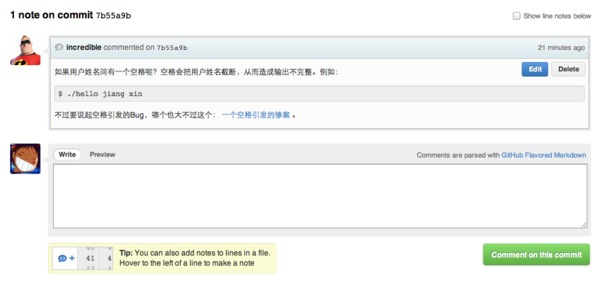 1 note on commit 7b55a9b
Show line notes below
incredible commented on 7b55a9b
21 minutes ago
如果用户姓名间有一个空格呢？空格会把用户姓名截断，从而造成输出不完整。例如：
Edit
Delete
$ ./hello jiang xin
不过要说起空格引发的Bug，哪个也大不过这个： 一个空格引发的惨案 。
Write
Preview
Comments are parsed with GitHub Flavored Markdown
Tip: You can also add notes to lines in a file.
Hover to the left of a line to make a note
41 4
Comment on this commit